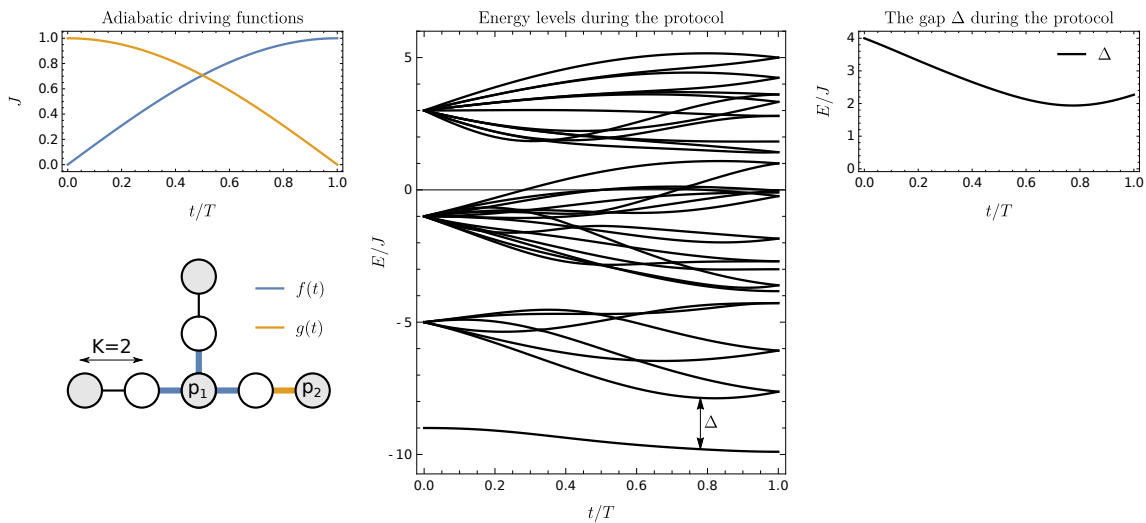 Adiabatic driving functions
1.0
0.8
0.6
0.4
0.2
0.0
J
0.0 0.2 0.4 0.6 0.8 1.0
t/T
f(t)
g(t)
K=2
p1
p2
Energy levels during the protocol
5
0
-5
-10
E/J
Δ
0.0 0.2 0.4 0.6 0.8 1.0
t/T
The gap Δ during the protocol
4
3
2
1
0
E/J
Δ
0.0 0.2 0.4 0.6 0.8 1.0
t/T